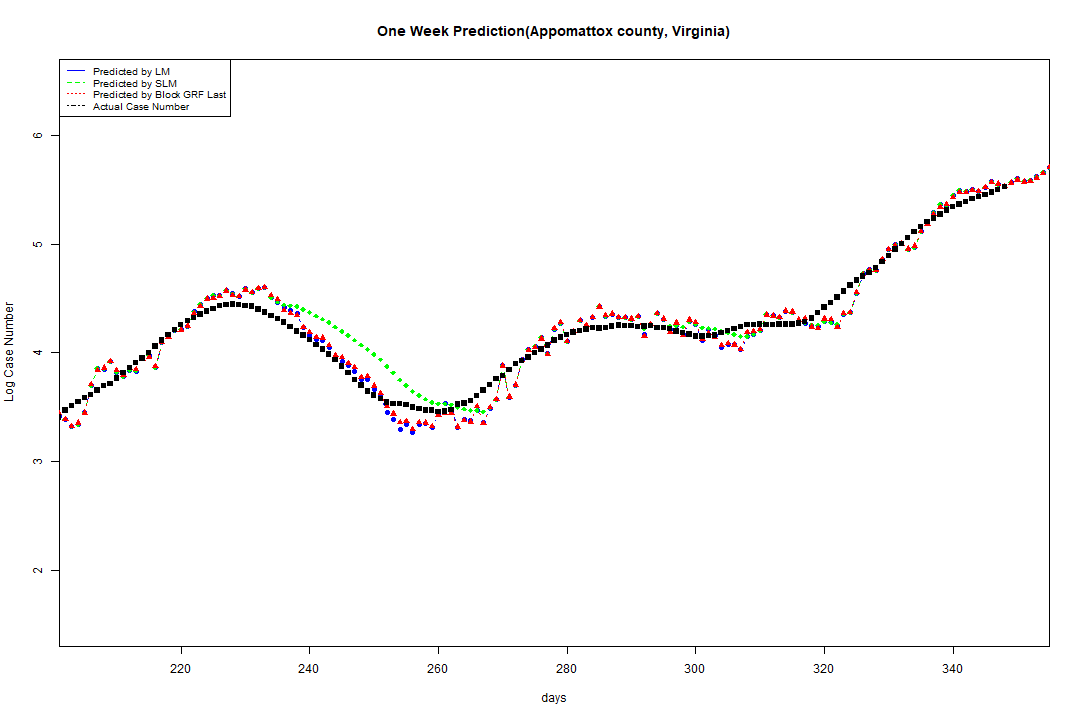 One Week Prediction(Appomattox county, Virginia)
Predicted by LM
Predicted by SLM
Predicted by Block GRF Last
Actual Case Number
Log Case Number
6
5
4
3
2
220 240 260 280 300 320 340
days